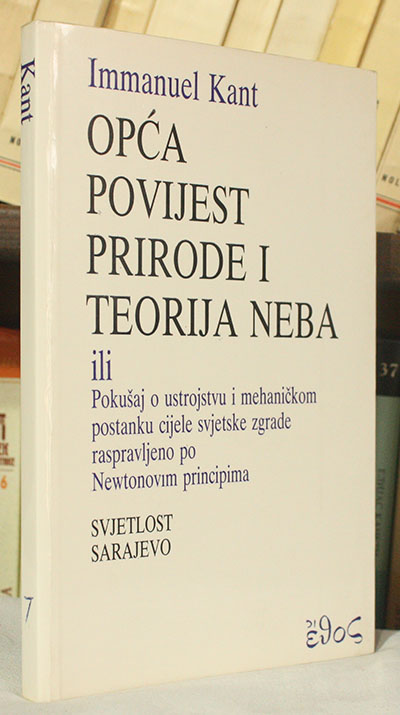 Immanuel Kant
OPĆA
POVIJEST
PRIRODE I
TEORIJA NEBA
ili
Pokušaj o ustrojstvu i mehaničkom
postanku cijele svjetske zgrade
raspravljeno po
Newtonovim principima
SVJETLOST
SARAJEVO
Kant
7
37